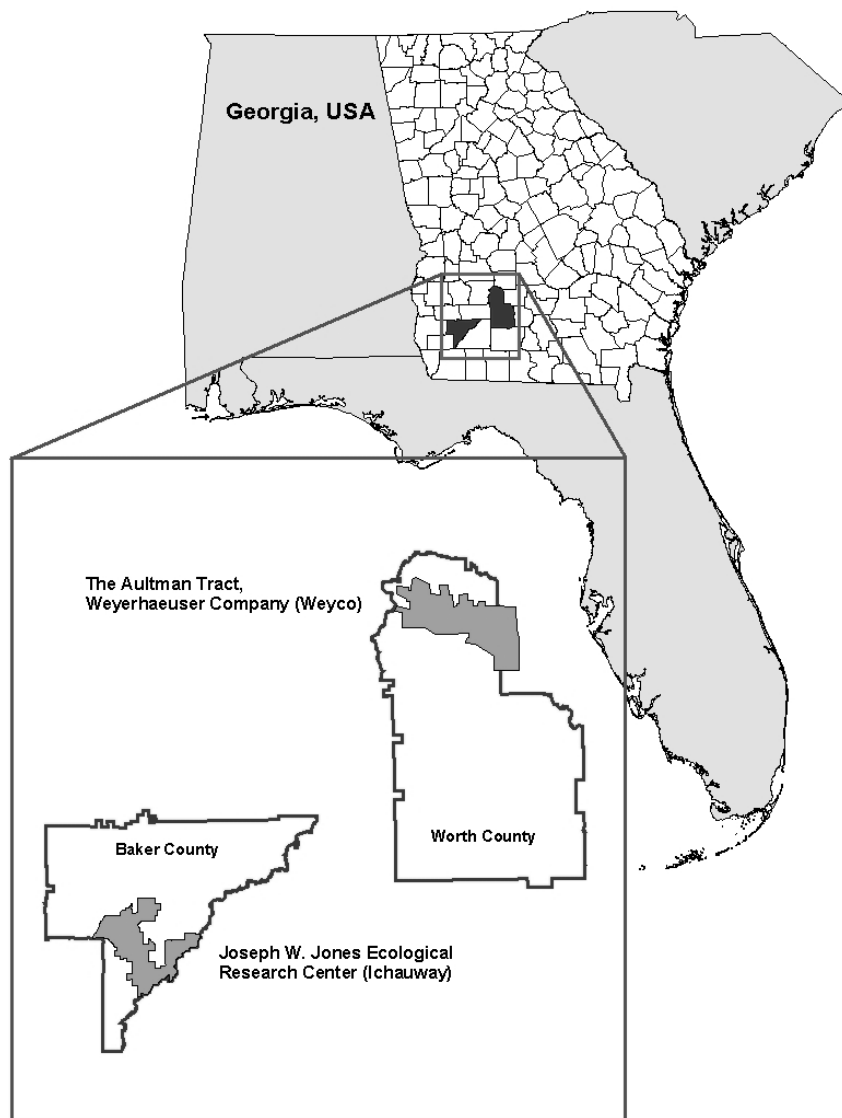 Georgia, USA
The Aultman Tract,
Weyerhaeuser Company (Weyco)
Worth County
Baker County
Joseph W. Jones Ecological
Research Center (Ichauway)